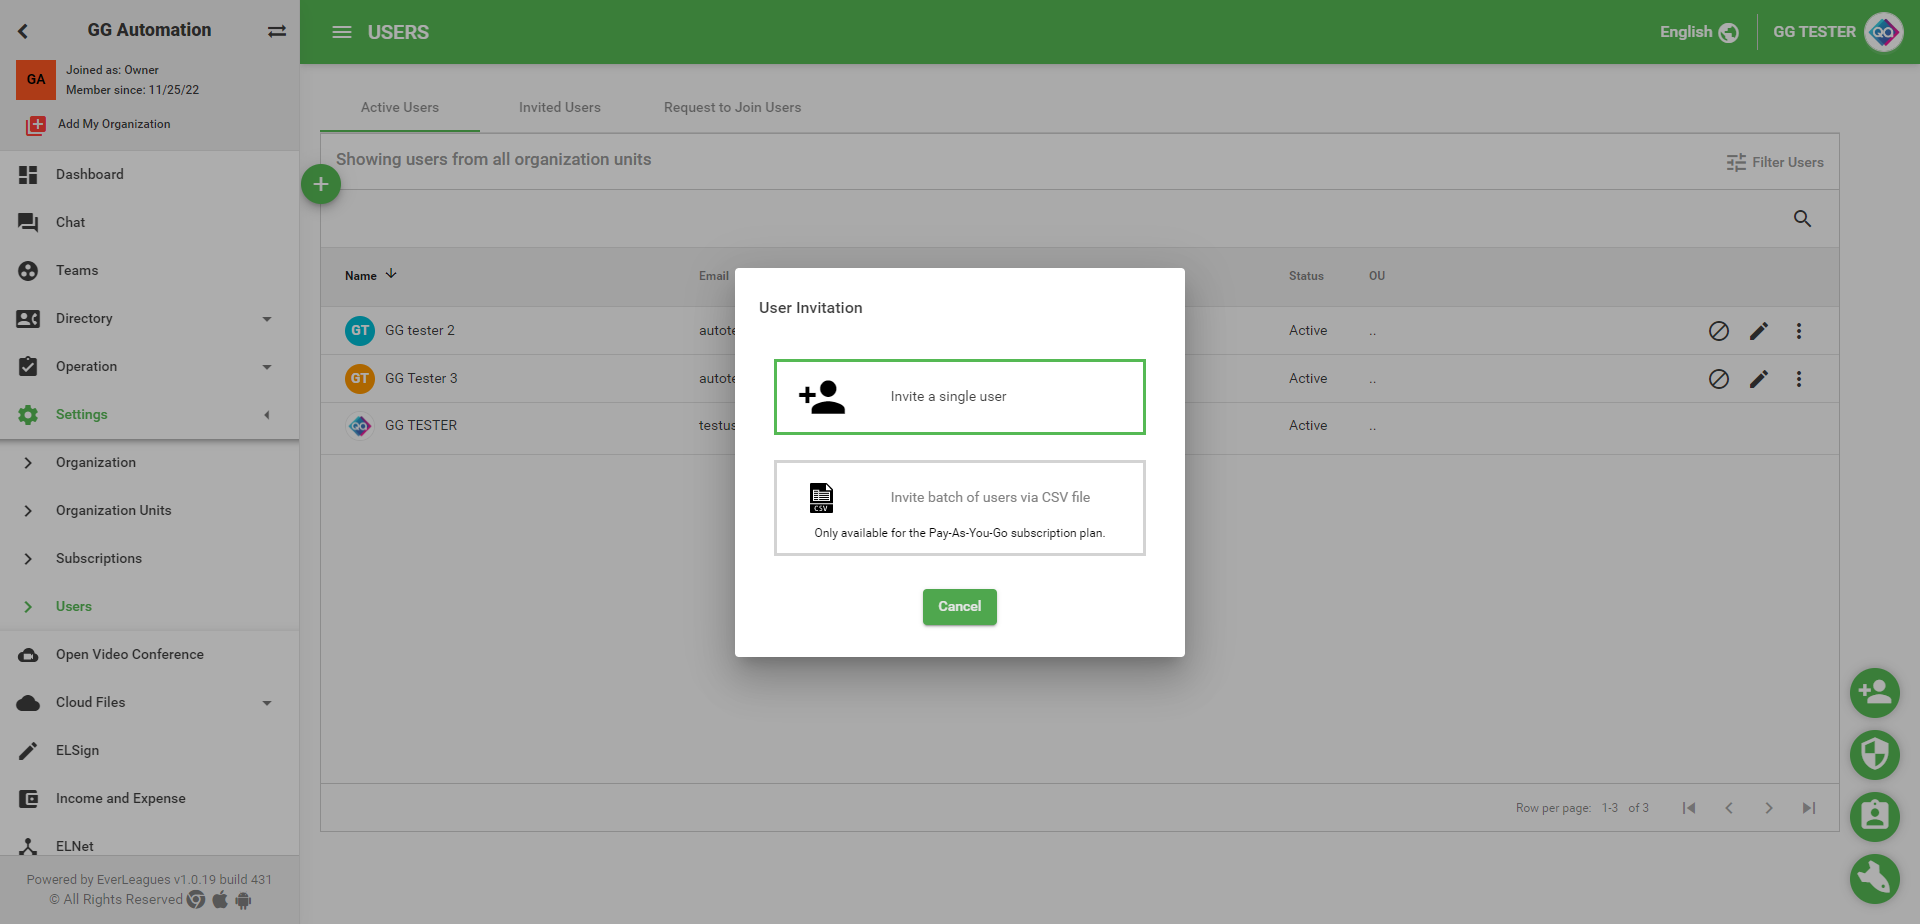 GG Automation
GA
Joined as: Owner
Member since: 11/25/22
Add My Organization
Dashboard
Chat
Teams
Directory
Operation
Settings
Organization
Organization Units
Subscriptions
Users
Open Video Conference
Cloud Files
ELSign
Income and Expense
ELNet
Powered by EverLeagues v1.0.19 build 431
© All Rights Reserved
USERS
English
GG TESTER
QA
Active Users
Invited Users
Request to Join Users
Showing users from all organization units
Filter Users
Name
Email
Status
OU
GT
GG tester 2
autote
Active
..
GT
GG Tester 3
autote
Active
..
QA
GG TESTER
testus
Active
..
User Invitation
Invite a single user
CSV
Invite batch of users via CSV file
Only available for the Pay-As-You-Go subscription plan.
Cancel
Row per page:
1-3
of 3